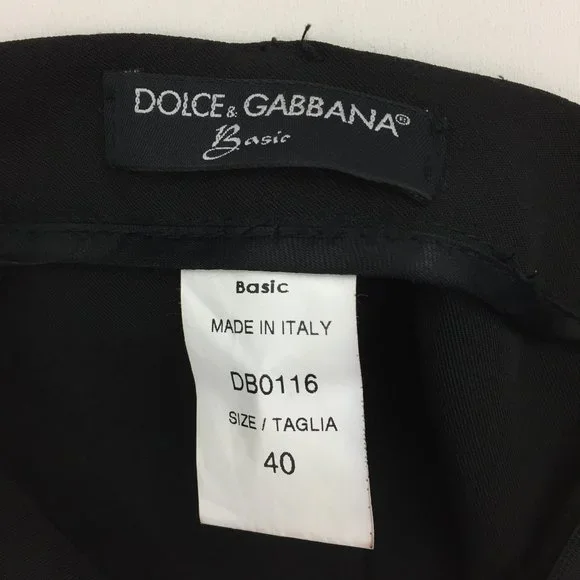 DOLCE & GABBANA®
Basic
Basic
MADE IN ITALY
DB0116
SIZE / TAGLIA
40